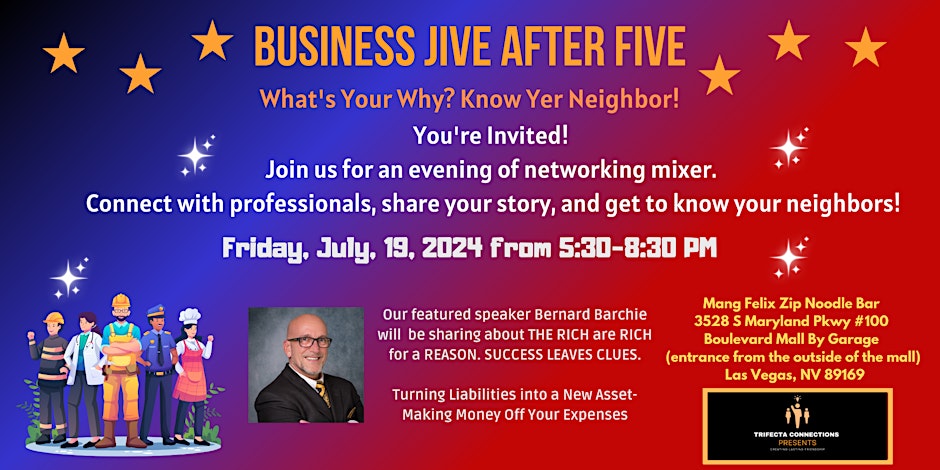 BUSINESS JIVE AFTER FIVE
What's Your Why? Know Yer Neighbor!
You're Invited!
Join us for an evening of networking mixer.
Connect with professionals, share your story, and get to know your neighbors!
Friday, July, 19, 2024 from 5:30-8:30 PM
Our featured speaker Bernard Barchie
will be sharing about THE RICH are RICH
for a REASON. SUCCESS LEAVES CLUES.
Turning Liabilities into a New Asset-
Making Money Off Your Expenses
Mang Felix Zip Noodle Bar
3528 S Maryland Pkwy #100
Boulevard Mall By Garage
(entrance from the outside of the mall)
Las Vegas, NV 89169
TRIFECTA CONNECTIONS
PRESENTS
CREATING LASTING FRIENDSHIP